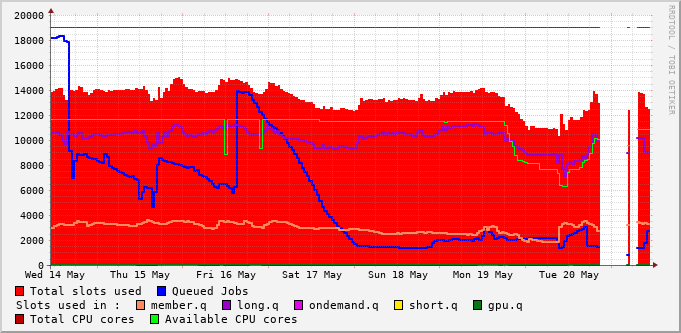 20000
18000
16000
14000
12000
10000
8000
6000
4000
2000
0
Wed 14 May Thu 15 May Fri 16 May Sat 17 May Sun 18 May Mon 19 May Tue 20 May
Total slots used Queued Jobs
Slots used in : member.q long.q ondemand.q short.q gpu.q
Total CPU cores Available CPU cores
RRDTOOL / TOBI OETIKER